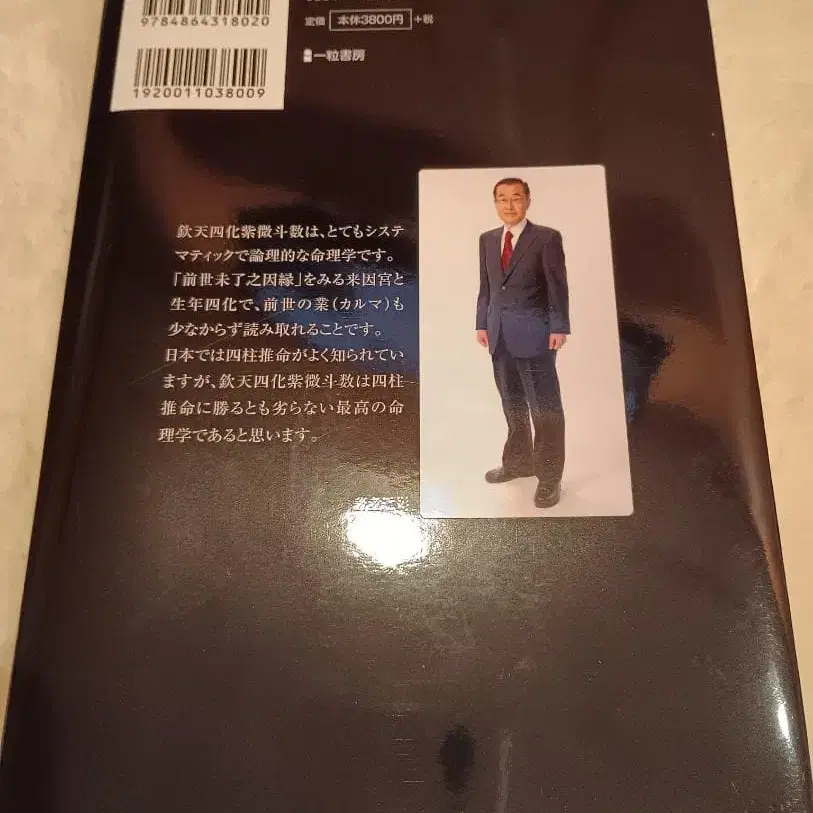 9784864318020
定価 本体3800円 +税
1920011038009
一粒書房
欽天四化紫微斗数は、とてもシステ
マティックで論理的な命理学です。
「前世未了之因縁」をみる来因宮と
生年四化で、前世の業(カルマ)も
少なからず読み取れることです。
日本では四柱推命がよく知られてい
ますが、欽天四化紫微斗数は四柱
推命に勝るとも劣らない最高の命
理学であると思います。